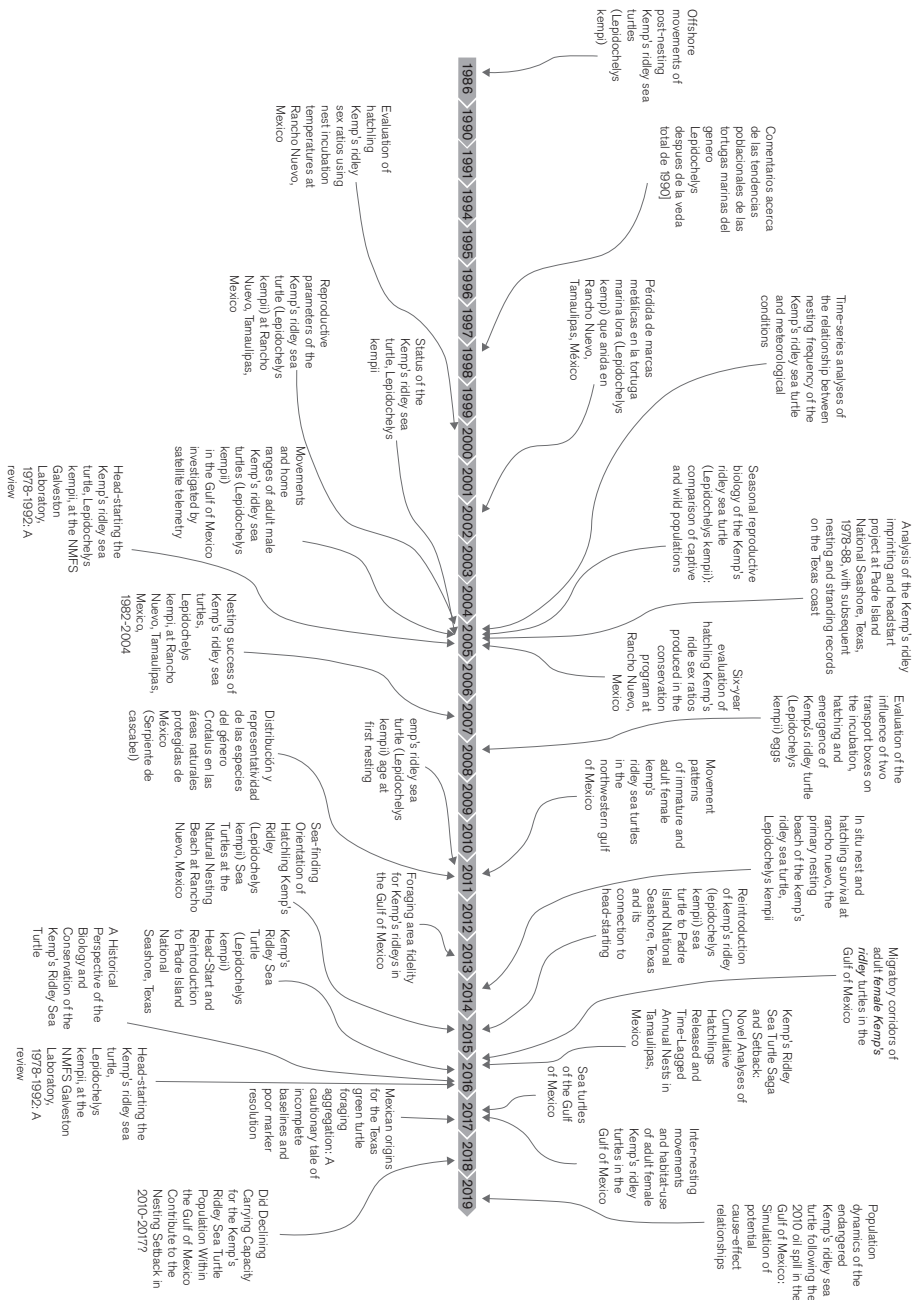 Offshore
movements of
post-nesting
Kemp's ridley sea
turtles
(Lepidochelys
kempi)
Comentarios acerca
de las tendencias
poblacionales de las
tortugas marinas del
genero
Lepidochelys
despues de la veda
total de 1990]
Pérdida de marcas
metálicas en la tortuga
marina lora (Lepidochelys
kempi) que anida en
Rancho Nuevo,
Tamaulipas, México
Time-series analyses of
the relationship between
nesting frequency of the
Kemp's ridley sea turtle
and meteorological
conditions
Seasonal reproductive
biology of the Kemp's
ridley sea turtle
(Lepidochelys kempii):
comparison of captive
and wild populations
Analysis of the Kemp's ridley
imprinting and headstart
project at Padre Island
National Seashore, Texas,
1978-88, with subsequent
nesting and stranding records
on the Texas coast
Six-year
evaluation of
hatchling Kemp's
ridle sex ratios
produced in the
conservation
program at
Rancho Nuevo,
Mexico
Evaluation of the
influence of two
transport boxes on
the incubation,
hatching and
emergence of
Kemp¢s ridley turtle
(Lepidochelys
kempii) eggs
Movement
patterns
of immature and
adult female
kemp's
ridley sea turtles
in the
northwestern gulf
of Mexico
In situ nest and
hatchling survival at
rancho nuevo, the
primary nesting
beach of the kemp's
ridley sea turtle,
Lepidochelys kempii
Reintroduction
of kemp's ridley
(lepidochelys
kempii) sea
turtle to Padre
Island National
Seashore, Texas
and its
connection to
head-starting
Migratory corridors of
adult female Kemp's
ridley turtles in the
Gulf of Mexico
Kemp's Ridley
Sea Turtle Saga
and Setback:
Novel Analyses of
Cumulative
Hatchlings
Released and
Time-Lagged
Annual Nests in
Tamaulipas,
Mexico
Sea turtles
of the Gulf
of Mexico
Inter-nesting
movements
and habitat-use
of adult female
Kemp's ridley
turtles in the
Gulf of Mexico
Population
dynamics of the
endangered
Kemp's ridley sea
turtle following the
2010 oil spill in the
Gulf of Mexico:
Simulation of
potential
cause-effect
relationships
1986 1990 1991 1994 1995 1996 1997 1998 1999 2000 2001 2002 2003 2004 2005 2006 2007 2008 2009 2010 2011 2012 2013 2014 2015 2016 2017 2018 2019
Evaluation of
hatchling
Kemp's ridley
sex ratios using
nest incubation
temperatures at
Rancho Nuevo,
Mexico
Reproductive
parameters of the
Kemp's ridley sea
turtle (Lepidochelys
kempii) at Rancho
Nuevo, Tamaulipas,
Mexico
Status of the
Kemp's ridley sea
turtle, Lepidochelys
kempii
Movements
and home
ranges of adult male
Kemp's ridley sea
turtles (Lepidochelys
kempii)
in the Gulf of Mexico
investigated by
satellite telemetry
Head-starting the
Kemp's ridley sea
turtle, Lepidochelys
kempii, at the NMFS
Galveston
Laboratory,
1978-1992: A
review
Nesting success of
Kemp's ridley sea
turtles,
Lepidochelys
kempi, at Rancho
Nuevo, Tamaulipas,
Mexico,
1982-2004
emp's ridley sea
turtle (Lepidochelys
kempii) age at
first nesting
Distribución y
representatividad
de las especies
del género
Crotalus en las
áreas naturales
protegidas de
México
(Serpiente de
cascabel)
Sea-finding
Orientation of
Hatchling Kemp's
Ridley
(Lepidochelys
kempii) Sea
Turtles at the
Natural Nesting
Beach at Rancho
Nuevo, Mexico
Foraging area fidelity
for Kemp's ridleys in
the Gulf of Mexico
Kemp's
Ridley Sea
Turtle
(Lepidochelys
kempii)
Head-Start and
Reintroduction
to Padre Island
National
Seashore, Texas
A Historical
Perspective of the
Biology and
Conservation of the
Kemp's Ridley Sea
Turtle
Head-starting the
Kemp's ridley sea
turtle,
Lepidochelys
kempii, at the
NMFS Galveston
Laboratory,
1978-1992: A
review
Mexican origins
for the Texas
green turtle
foraging
aggregation: A
cautionary tale of
incomplete
baselines and
poor marker
resolution
Did Declining
Carrying Capacity
for the Kemp's
Ridley Sea Turtle
Population Within
the Gulf of Mexico
Contribute to the
Nesting Setback in
2010-2017?